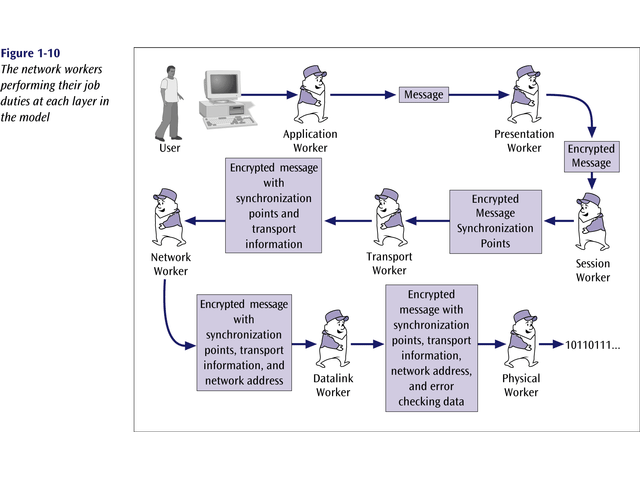 Figure 1-10
The network workers
performing their job
duties at each layer in
the model
User
Application
Worker
Message
Presentation
Worker
Encrypted
Message
Session
Worker
Encrypted
Message
Synchronization
Points
Transport
Worker
Encrypted message
with
synchronization
points and
transport
information
Network
Worker
Encrypted message
with
synchronization
points, transport
information, and
network address
Datalink
Worker
Encrypted
message with
synchronization
points, transport
information,
network address,
and error
checking data
Physical
Worker
10110111...